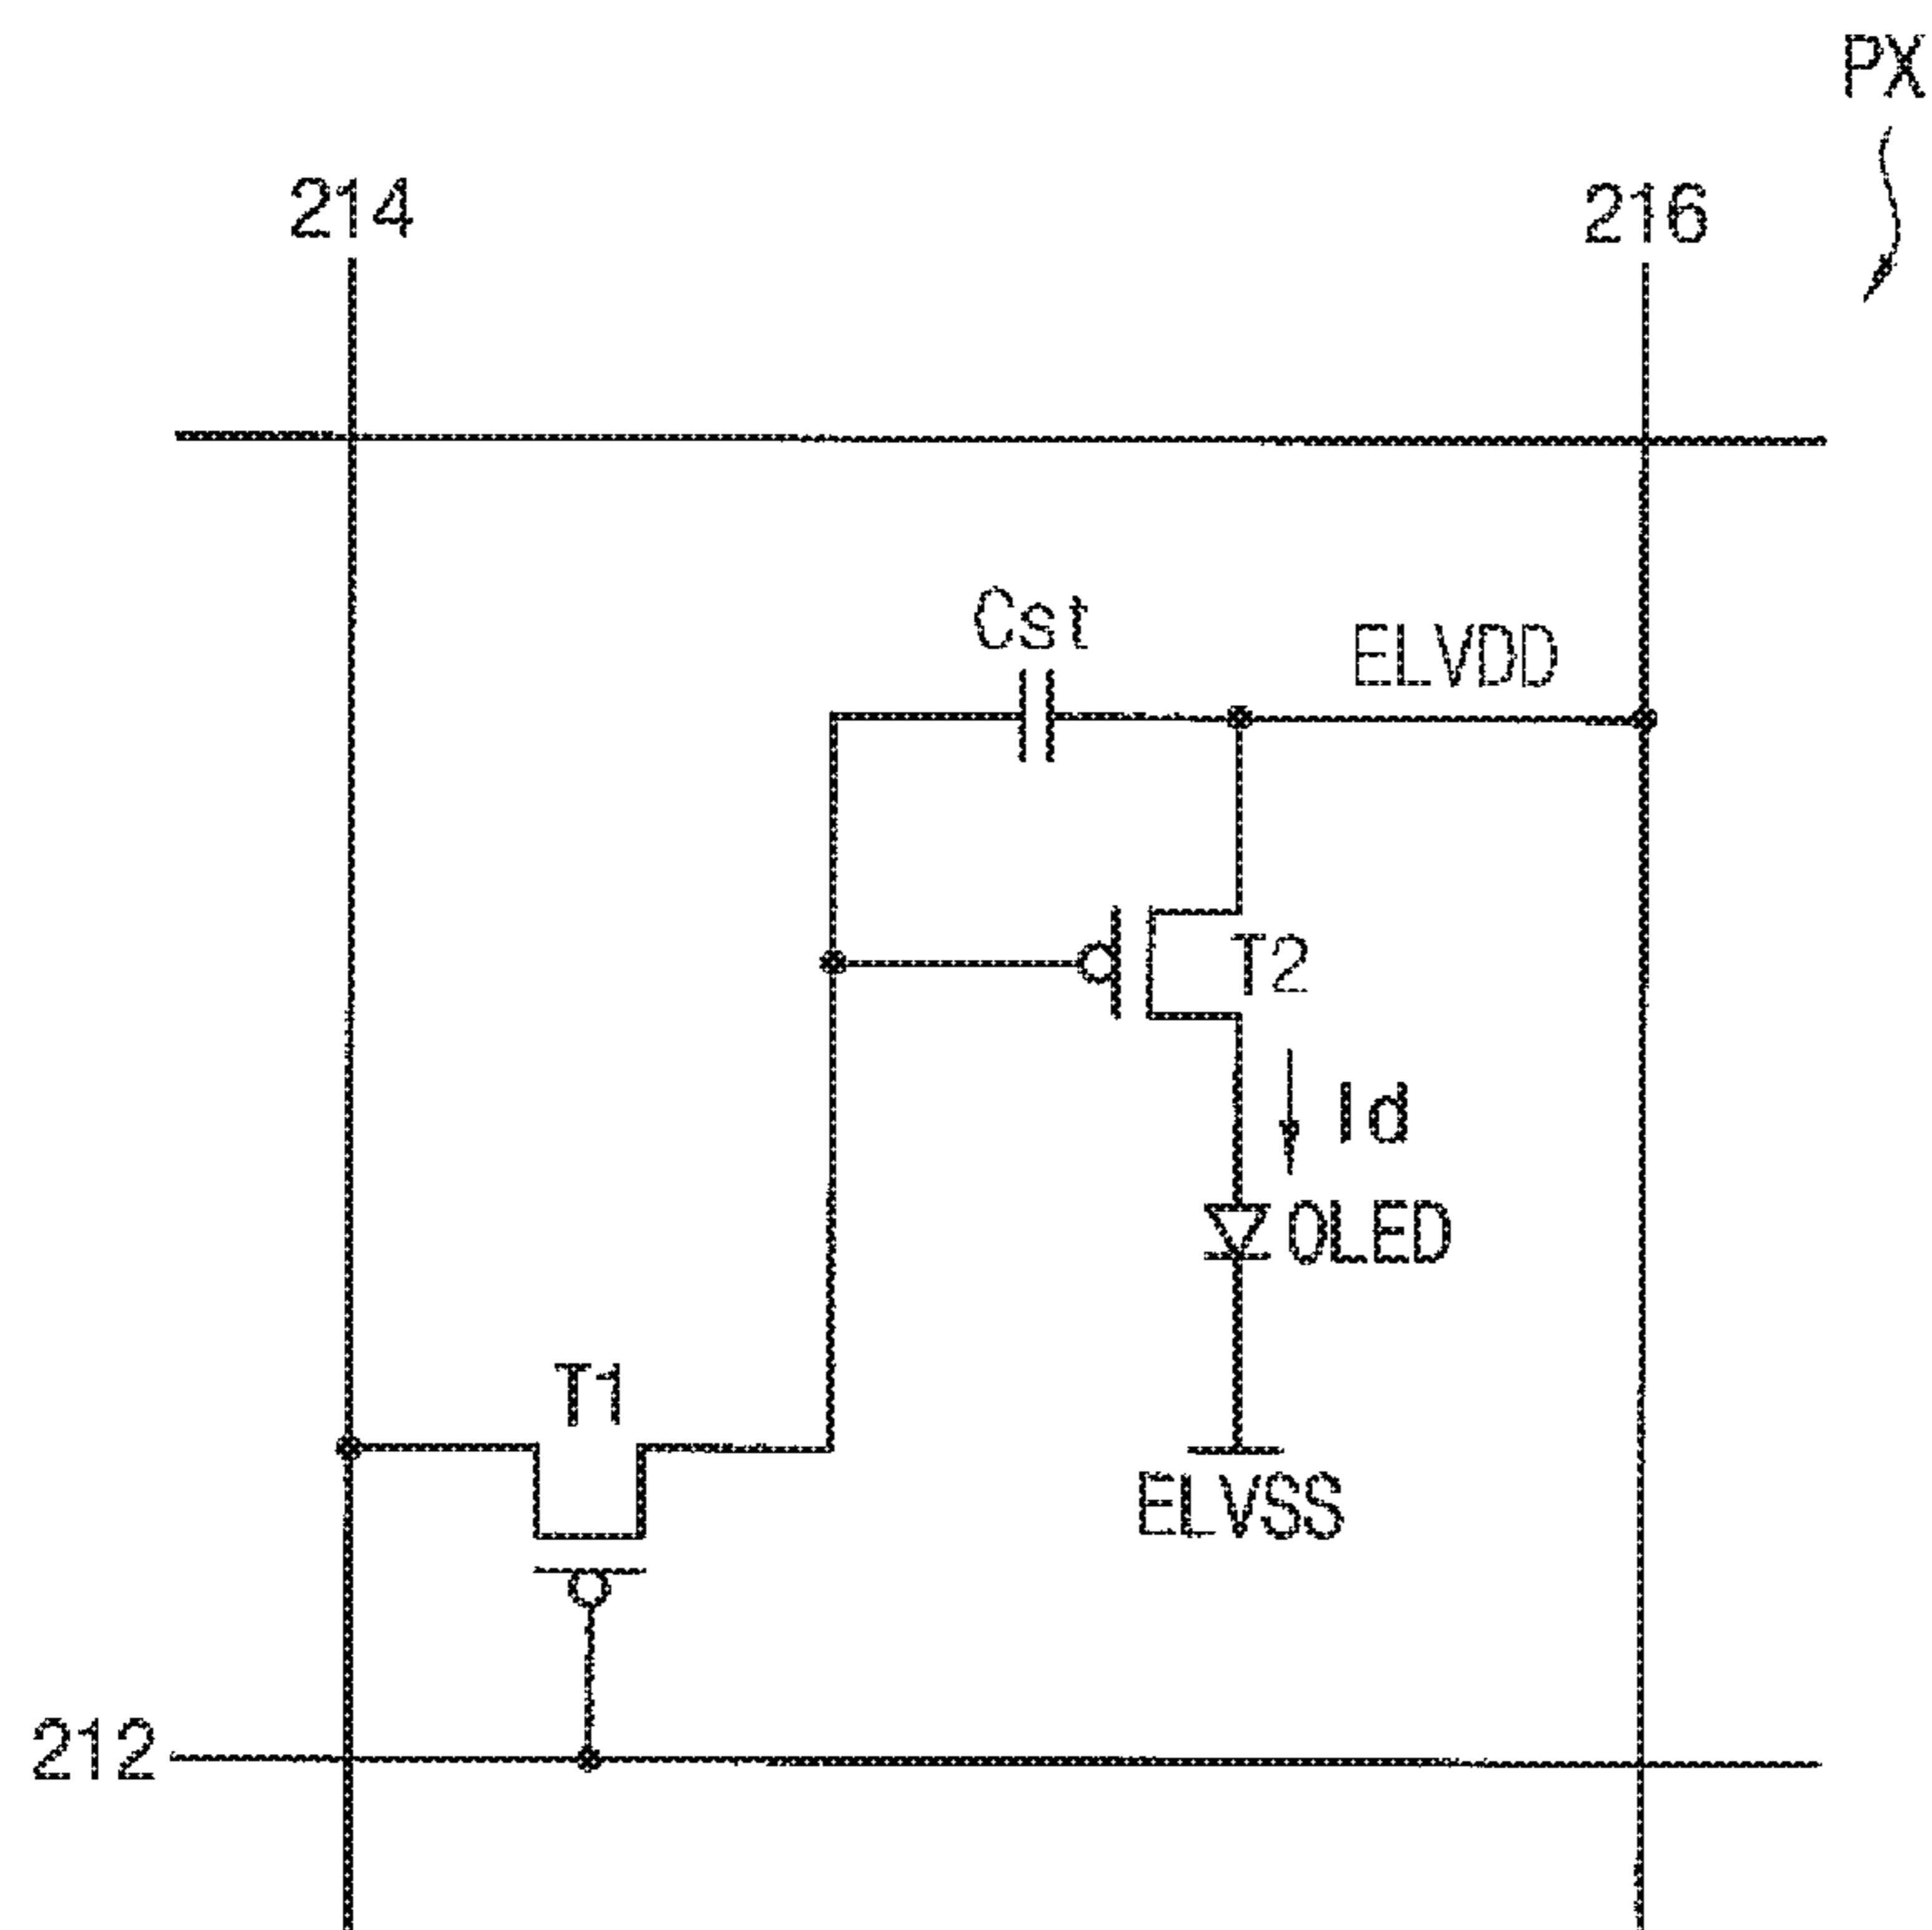 PX
214
216
Cst
ELVDD
T2
Id
OLED
T1
ELVSS
212